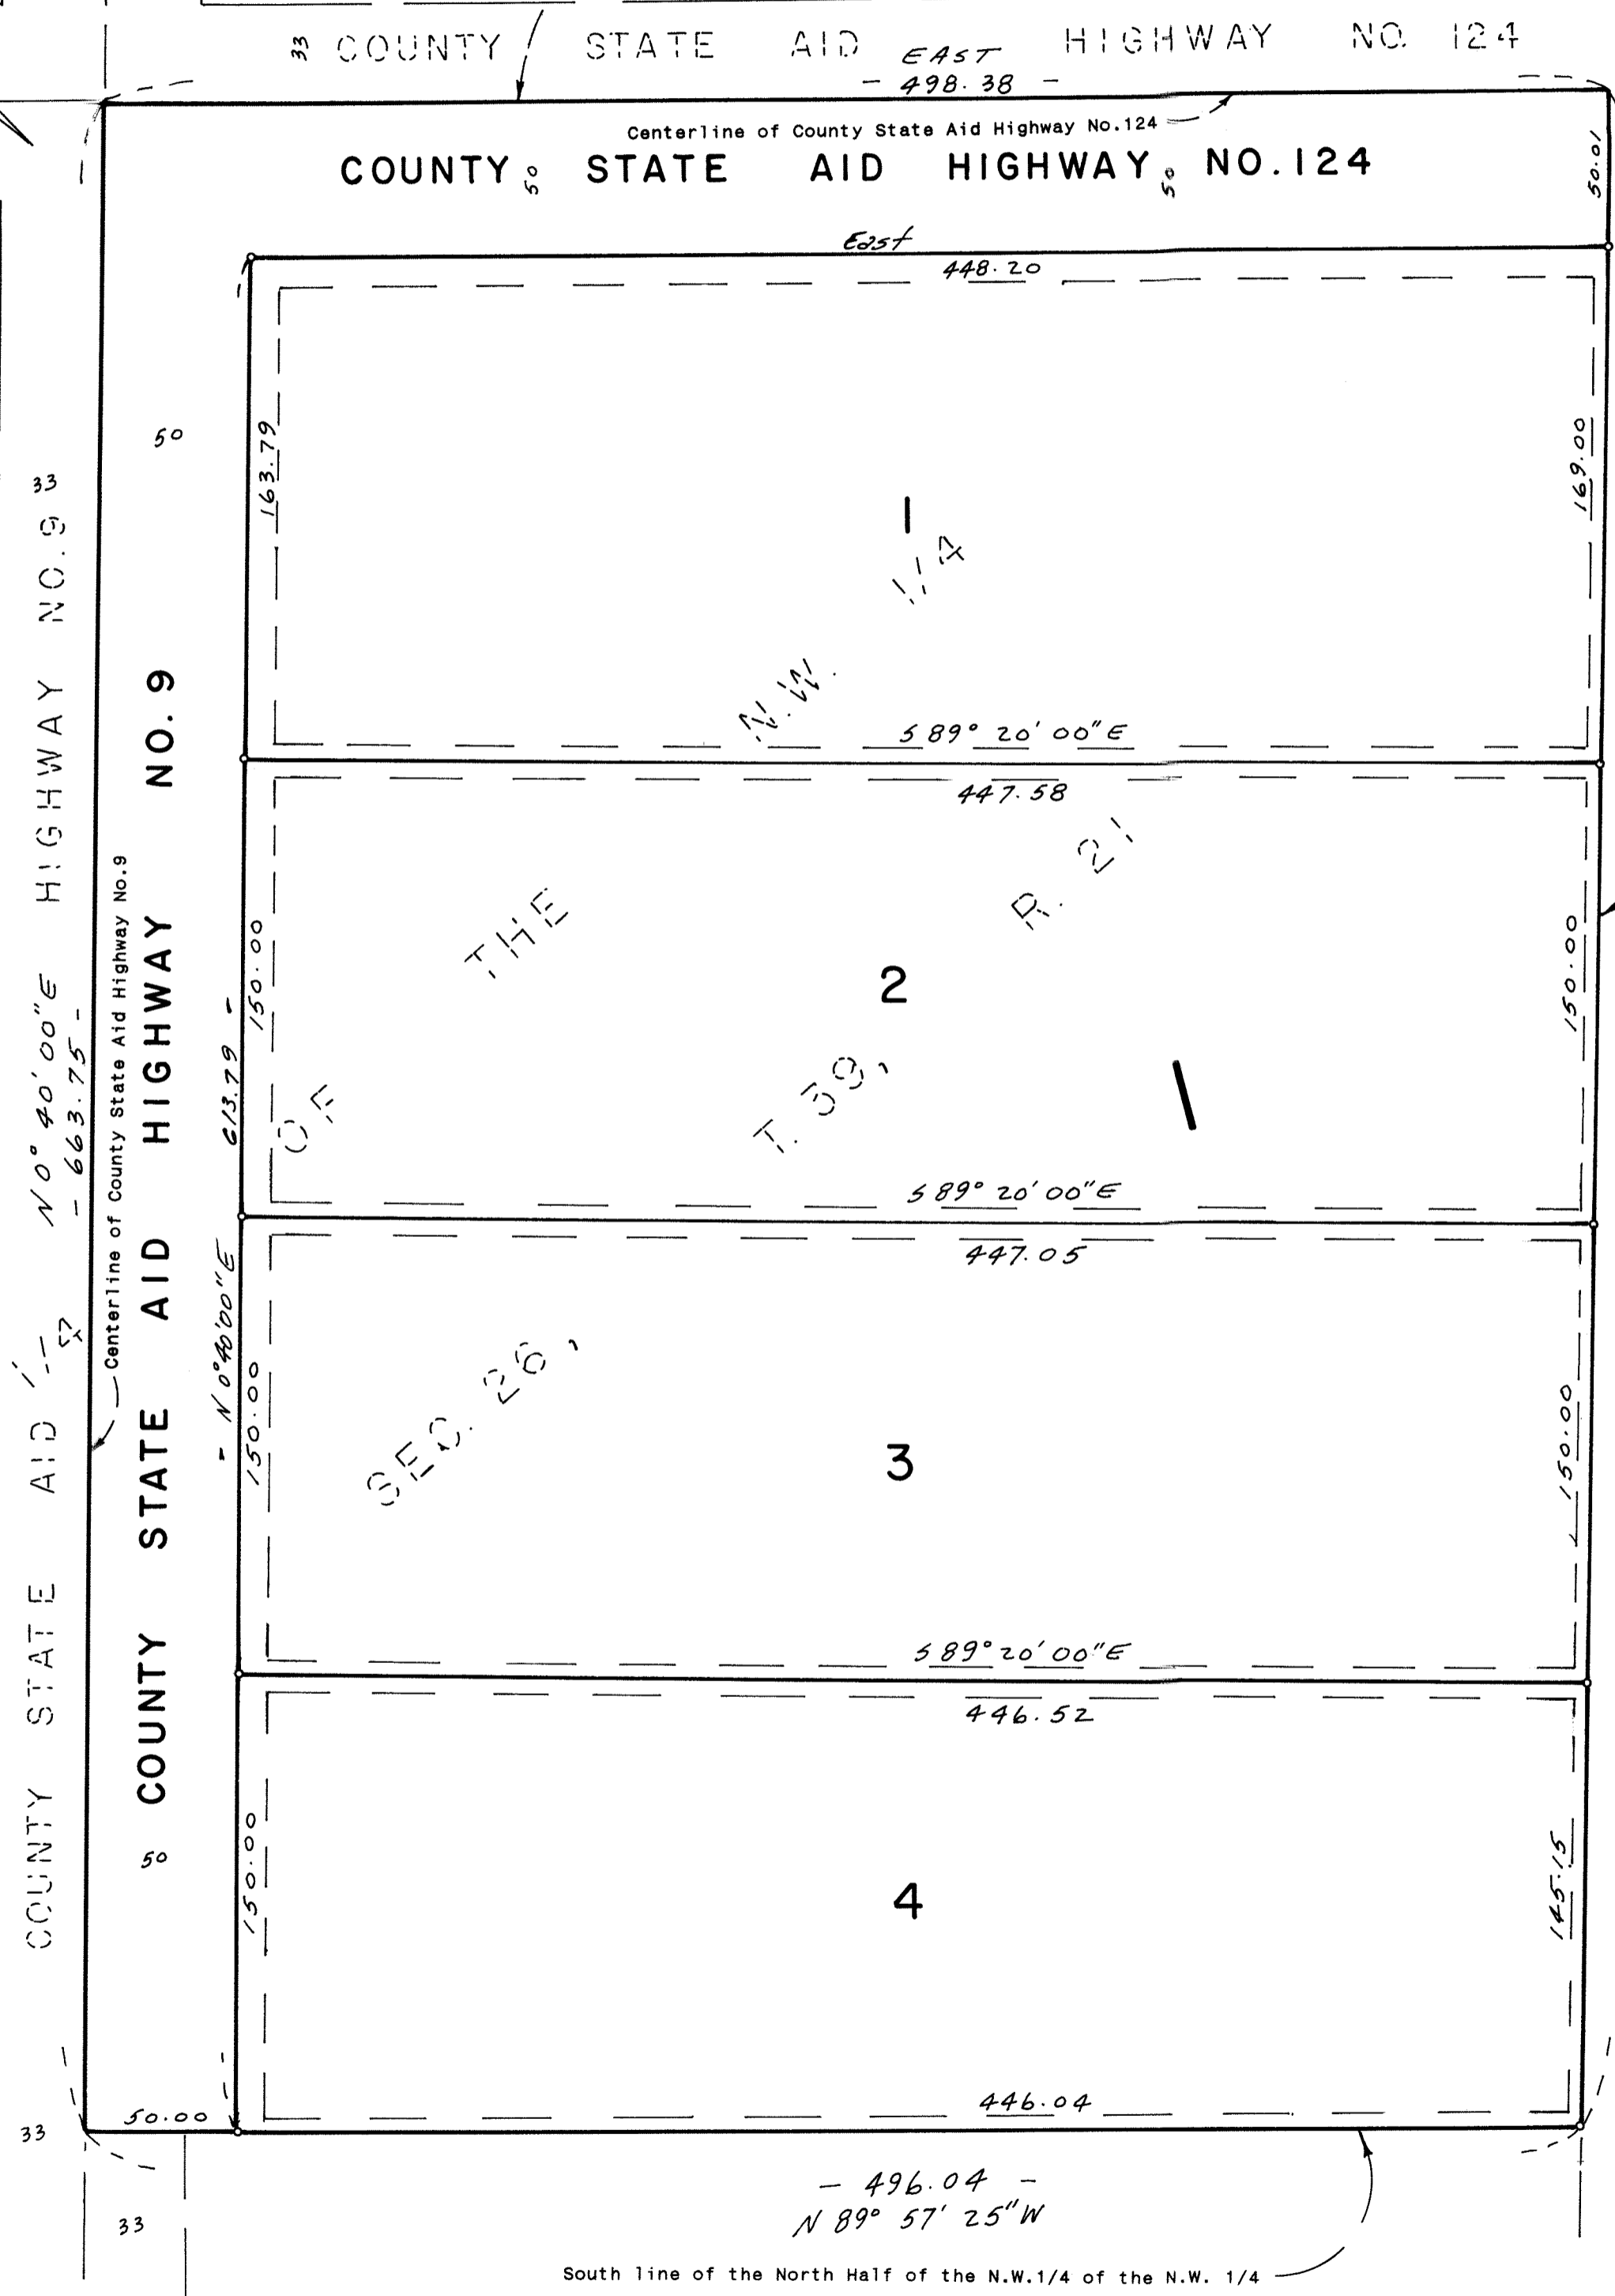 33 COUNTY STATE AID HIGHWAY NO. 124
EAST
- 498.38 -
Centerline of County State Aid Highway No.124
COUNTY STATE AID HIGHWAY NO.124
50
50
50.01
East
448.20
163.79
169.00
1
N.W. 1/4
S 89° 20' 00" E
447.58
150.00
150.00
THE
R. 21
2
T. 39,
OF
1
S 89° 20' 00" E
447.05
150.00
150.00
SEC. 26,
3
S 89° 20' 00" E
446.52
150.00
145.15
4
446.04
50.00
- 496.04 -
N 89° 57' 25" W
South line of the North Half of the N.W.1/4 of the N.W. 1/4
50
50
33
33
33
COUNTY STATE AID HIGHWAY NO.9
N 0° 40' 00" E
- 663.75 -
Centerline of County State Aid Highway No.9
COUNTY STATE AID HIGHWAY NO.9
- N 0° 40' 00" E 613.79 -